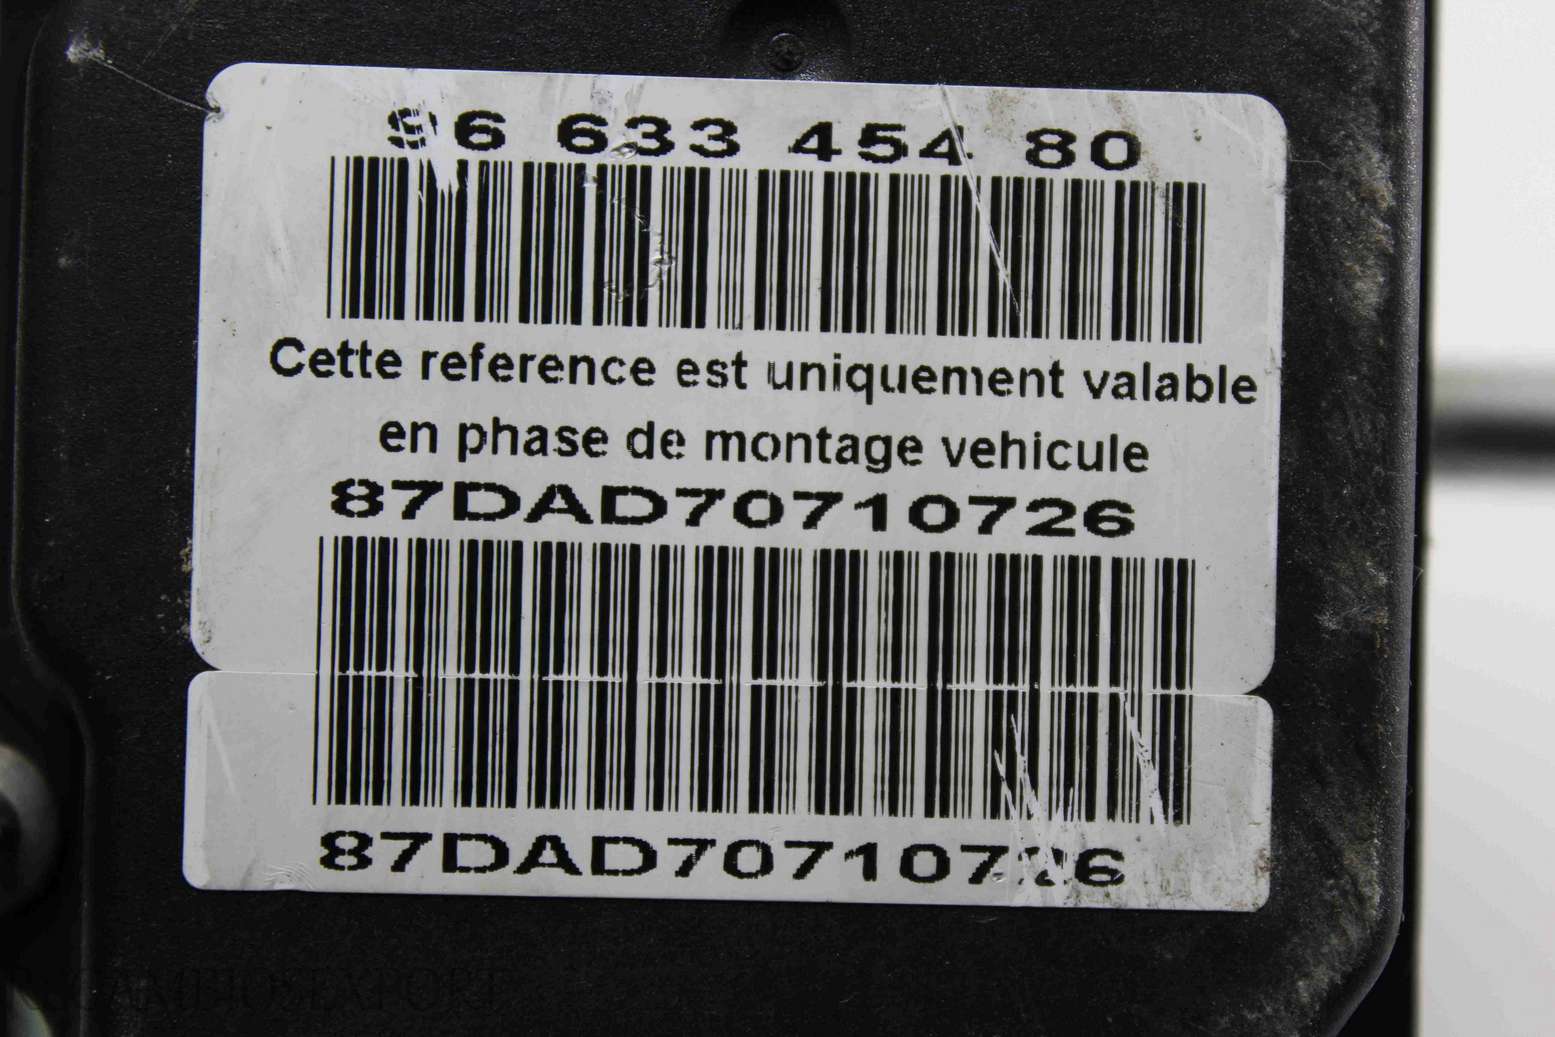 96 633 454 80
Cette reference est uniquement valable
en phase de montage vehicule
87DAD70710726
87DAD70710726